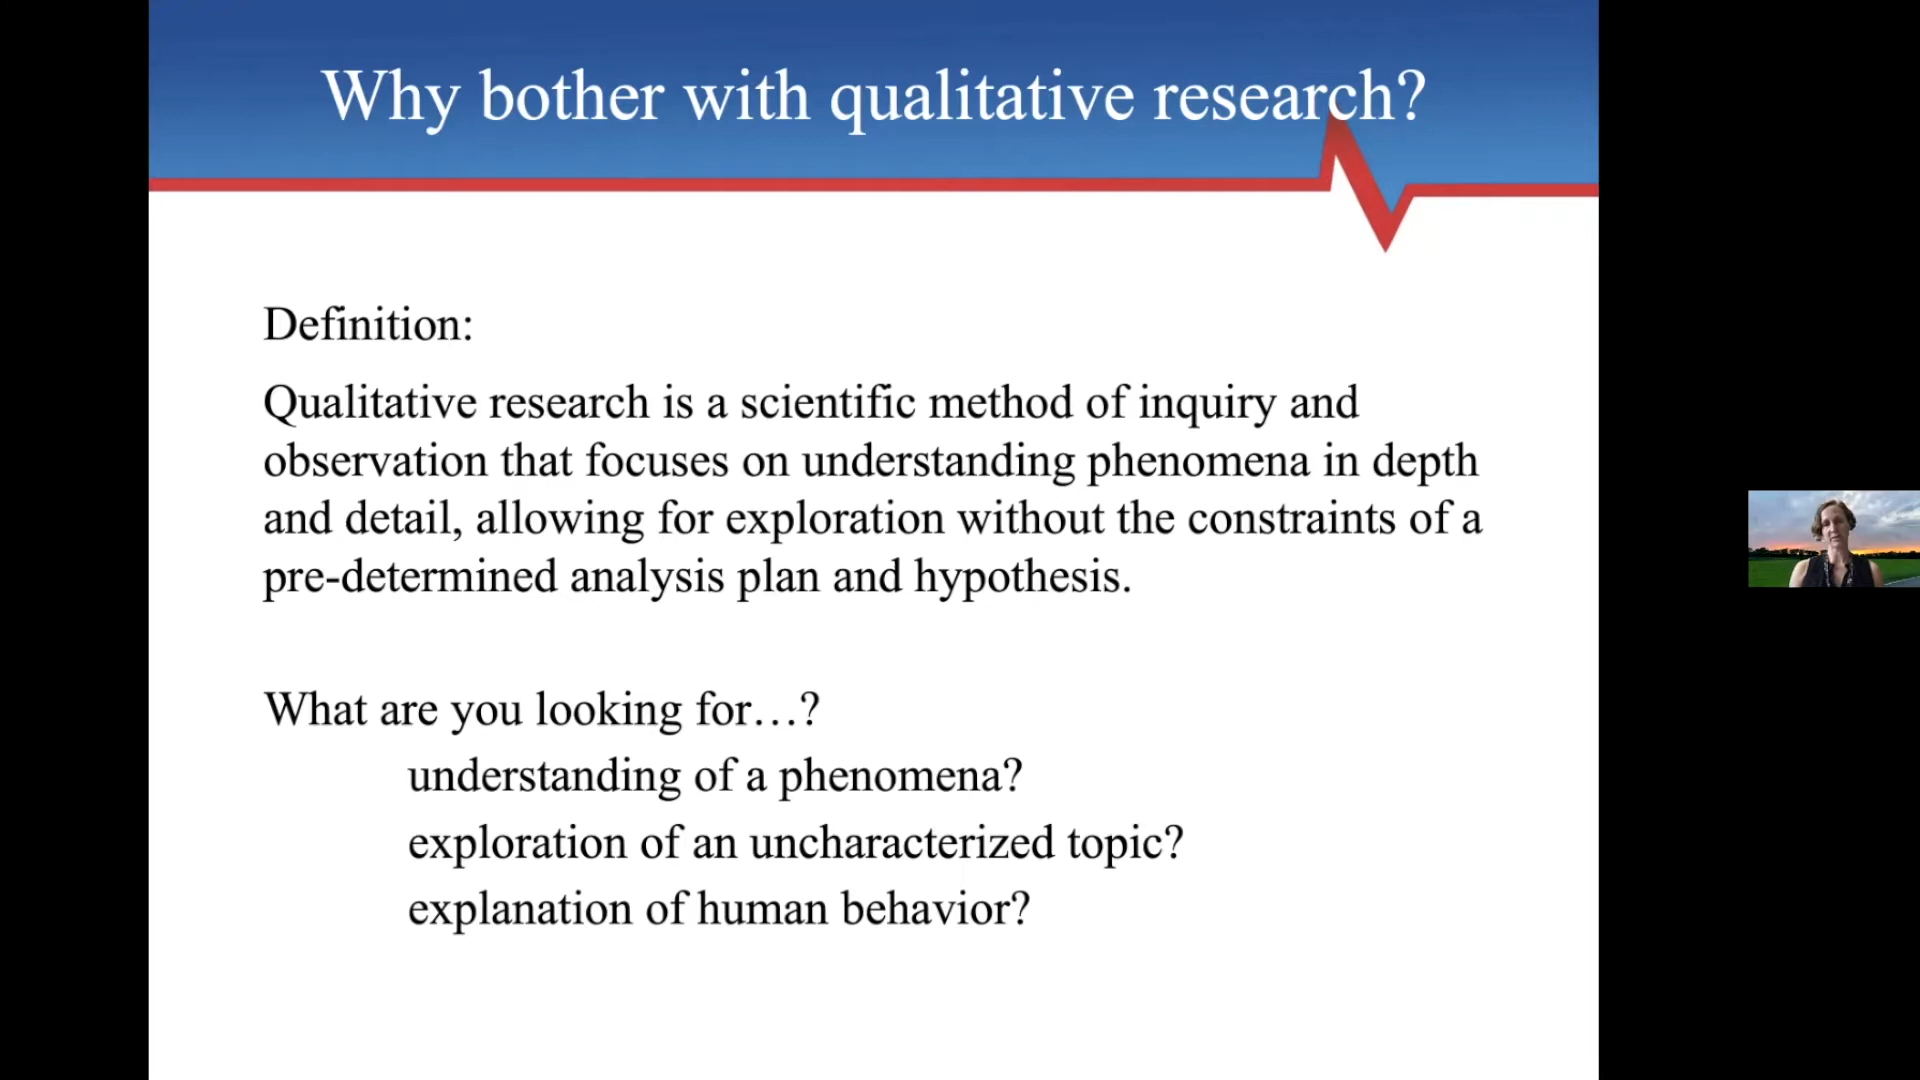 Why bother with qualitative research?
Definition:
Qualitative research is a scientific method of inquiry and
observation that focuses on understanding phenomena in depth
and detail, allowing for exploration without the constraints of a
pre-determined analysis plan and hypothesis.
What are you looking for…?
understanding of a phenomena?
exploration of an uncharacterized topic?
explanation of human behavior?